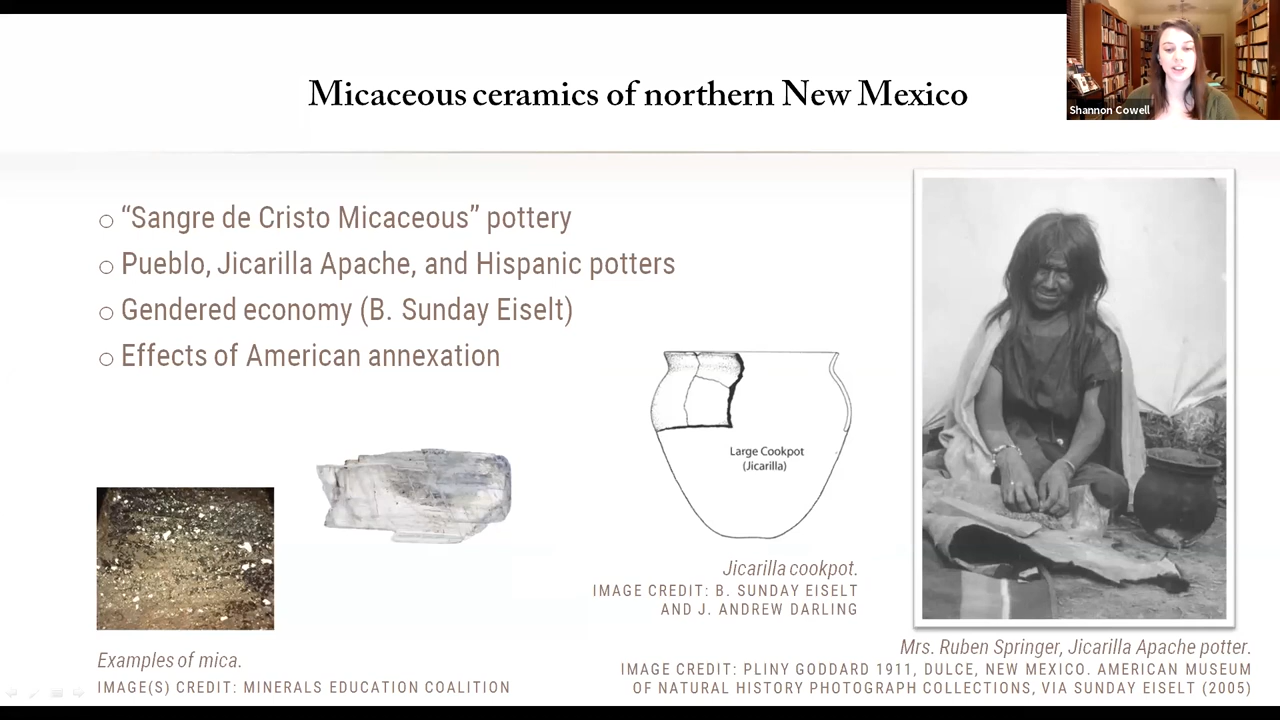 Micaceous ceramics of northern New Mexico
Shannon Cowell
“Sangre de Cristo Micaceous” pottery
Pueblo, Jicarilla Apache, and Hispanic potters
Gendered economy (B. Sunday Eiselt)
Effects of American annexation
Large Cookpot
(Jicarilla)
Jicarilla cookpot.
IMAGE CREDIT: B. SUNDAY EISELT
AND J. ANDREW DARLING
Examples of mica.
IMAGE(S) CREDIT: MINERALS EDUCATION COALITION
Mrs. Ruben Springer, Jicarilla Apache potter.
IMAGE CREDIT: PLINY GODDARD 1911, DULCE, NEW MEXICO. AMERICAN MUSEUM
OF NATURAL HISTORY PHOTOGRAPH COLLECTIONS, VIA SUNDAY EISELT (2005)